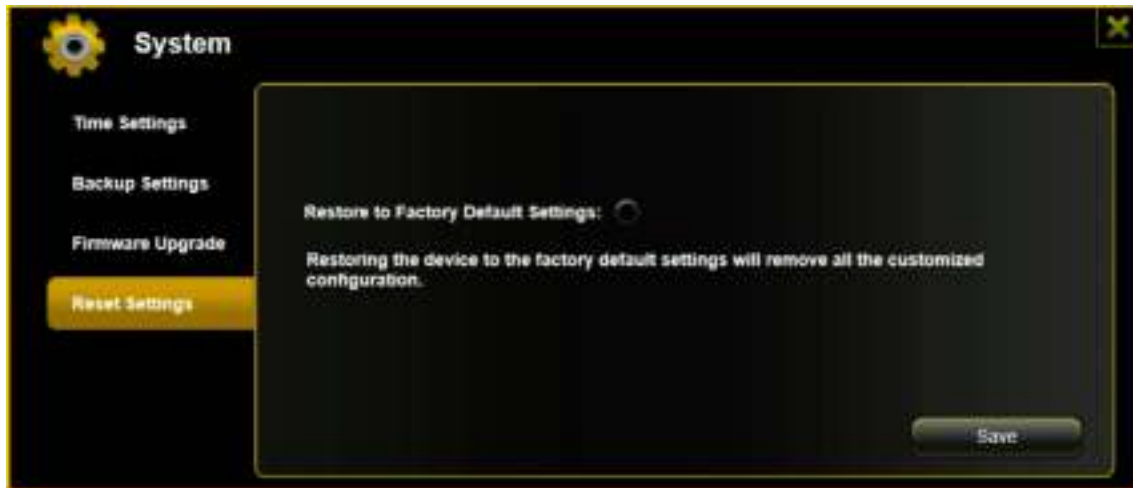 System
Time Settings
Backup Settings
Firmware Upgrade
Reset Settings
Restore to Factory Default Settings:
Restoring the device to the factory default settings will remove all the customized
configuration.
Save